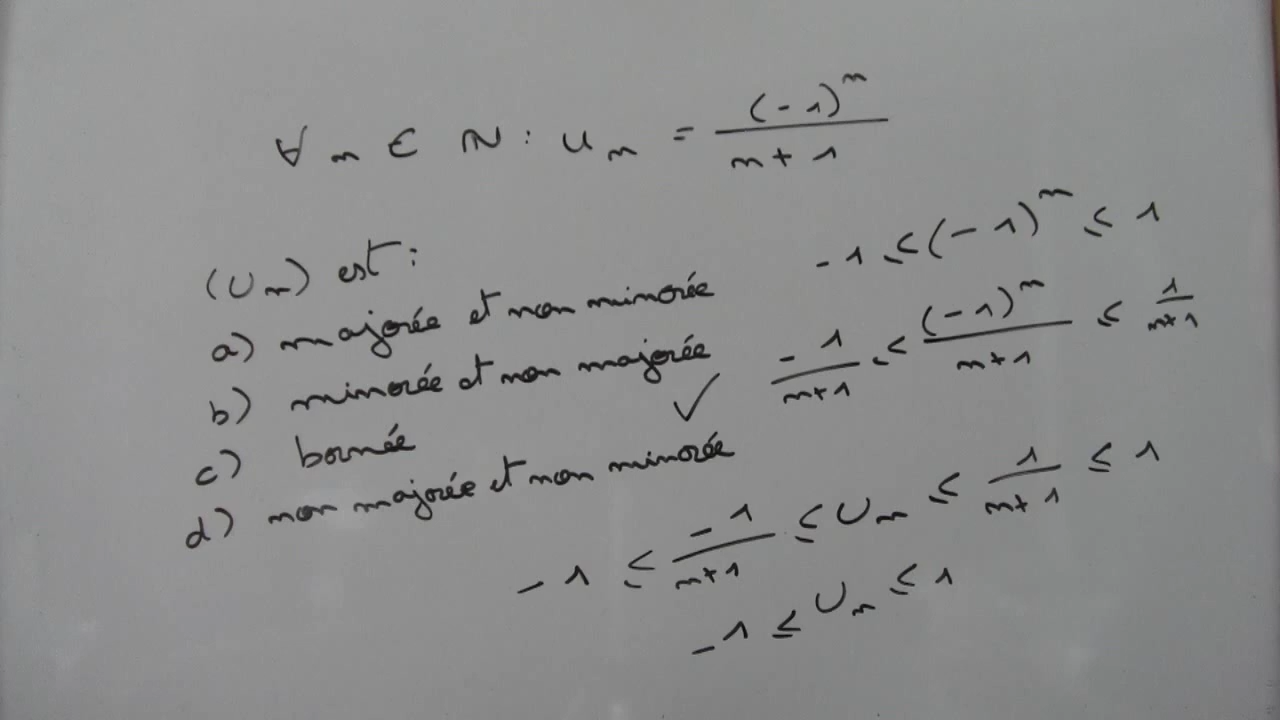 ∀n ∈ ℕ : Un = (-1)^n / (n+1)
(Un) est :
a) majorée et non minorée
b) minorée et non majorée
c) bornée ✓
d) non majorée et non minorée
-1 ≤ (-1)^n ≤ 1
-1/(n+1) ≤ (-1)^n/(n+1) ≤ 1/(n+1)
-1 ≤ -1/(n+1) ≤ Un ≤ 1/(n+1) ≤ 1
-1 ≤ Un ≤ 1